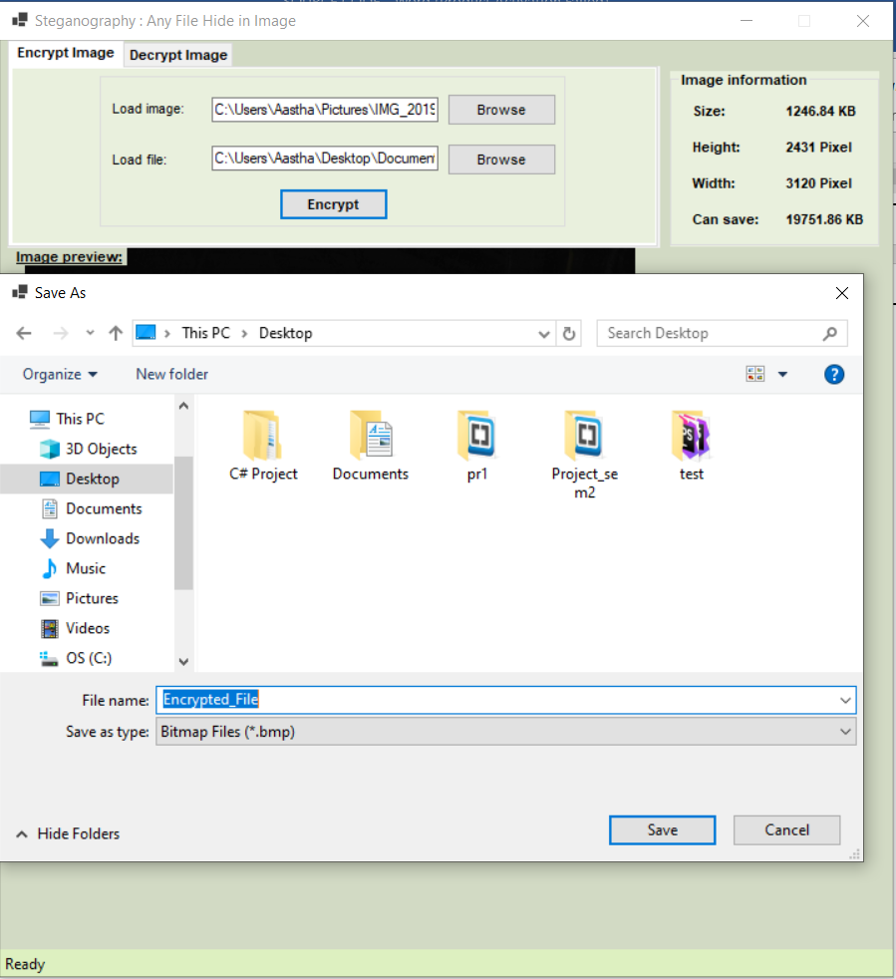 Steganography : Any File Hide in Image
Encrypt Image
Decrypt Image
Load image:
C:\Users\Aastha\Pictures\IMG_2019
Browse
Load file:
C:\Users\Aastha\Desktop\Documen
Browse
Encrypt
Image information
Size: 1246.84 KB
Height: 2431 Pixel
Width: 3120 Pixel
Can save: 19751.86 KB
Image preview:
Save As
This PC > Desktop
Search Desktop
Organize
New folder
?
This PC
3D Objects
Desktop
Documents
Downloads
Music
Pictures
Videos
OS (C:)
C# Project
Documents
pr1
Project_se
m2
test
File name: Encrypted_File
Save as type: Bitmap Files (*.bmp)
Hide Folders
Save
Cancel
Ready